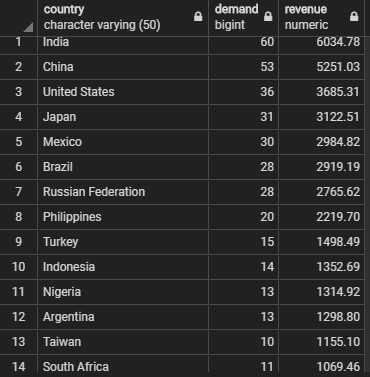 country demand revenue
character varying (50) bigint numeric
1 India 60 6034.78
2 China 53 5251.03
3 United States 36 3685.31
4 Japan 31 3122.51
5 Mexico 30 2984.82
6 Brazil 28 2919.19
7 Russian Federation 28 2765.62
8 Philippines 20 2219.70
9 Turkey 15 1498.49
10 Indonesia 14 1352.69
11 Nigeria 13 1314.92
12 Argentina 13 1298.80
13 Taiwan 10 1155.10
14 South Africa 11 1069.46